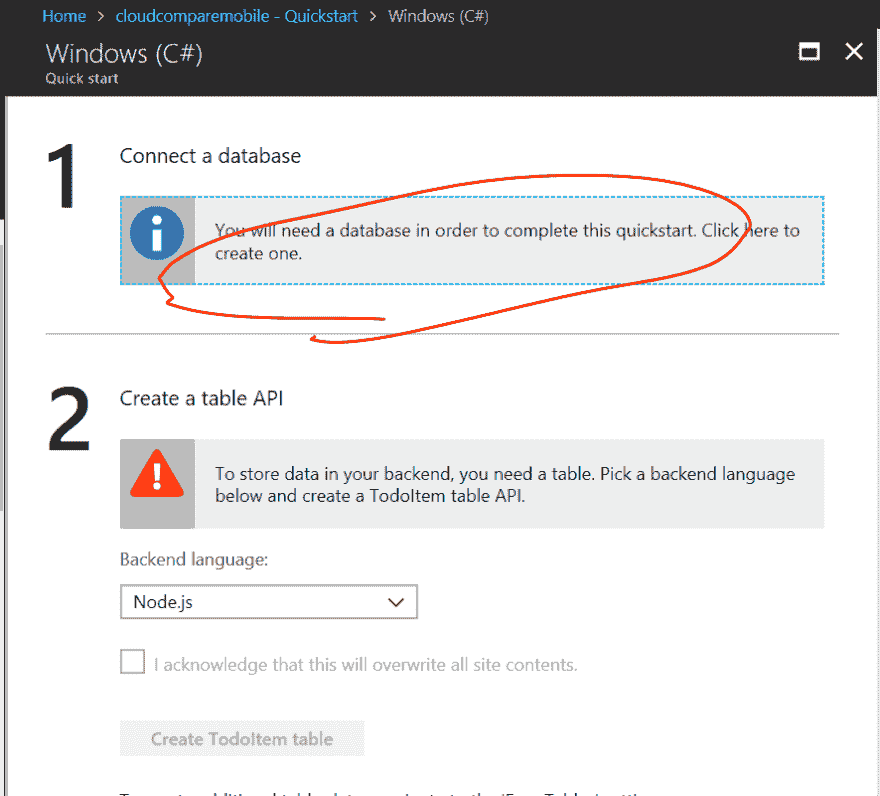 Home > cloudcomparemobile - Quickstart > Windows (C#)
Windows (C#)
Quick start
1
Connect a database
You will need a database in order to complete this quickstart. Click here to
create one.
2
Create a table API
To store data in your backend, you need a table. Pick a backend language
below and create a TodoItem table API.
Backend language:
Node.js
I acknowledge that this will overwrite all site contents.
Create TodoItem table